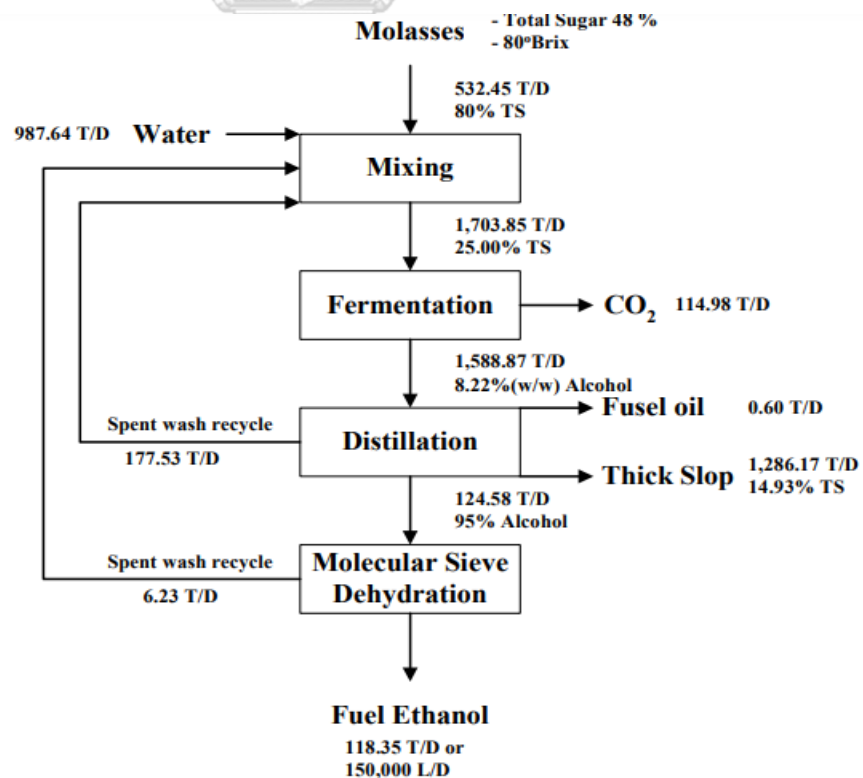 - Total Sugar 48 %
Molasses
- 80°Brix
532.45 T/D
80% TS
987.64 T/D Water
Mixing
1,703.85 T/D
25.00% TS
Fermentation
CO2 114.98 T/D
1,588.87 T/D
8.22%(w/w) Alcohol
Fusel oil 0.60 T/D
Spent wash recycle
Distillation
177.53 T/D
Thick Slop
1,286.17 T/D
14.93% TS
124.58 T/D
95% Alcohol
Spent wash recycle
Molecular Sieve
Dehydration
6.23 T/D
Fuel Ethanol
118.35 T/D or
150,000 L/D